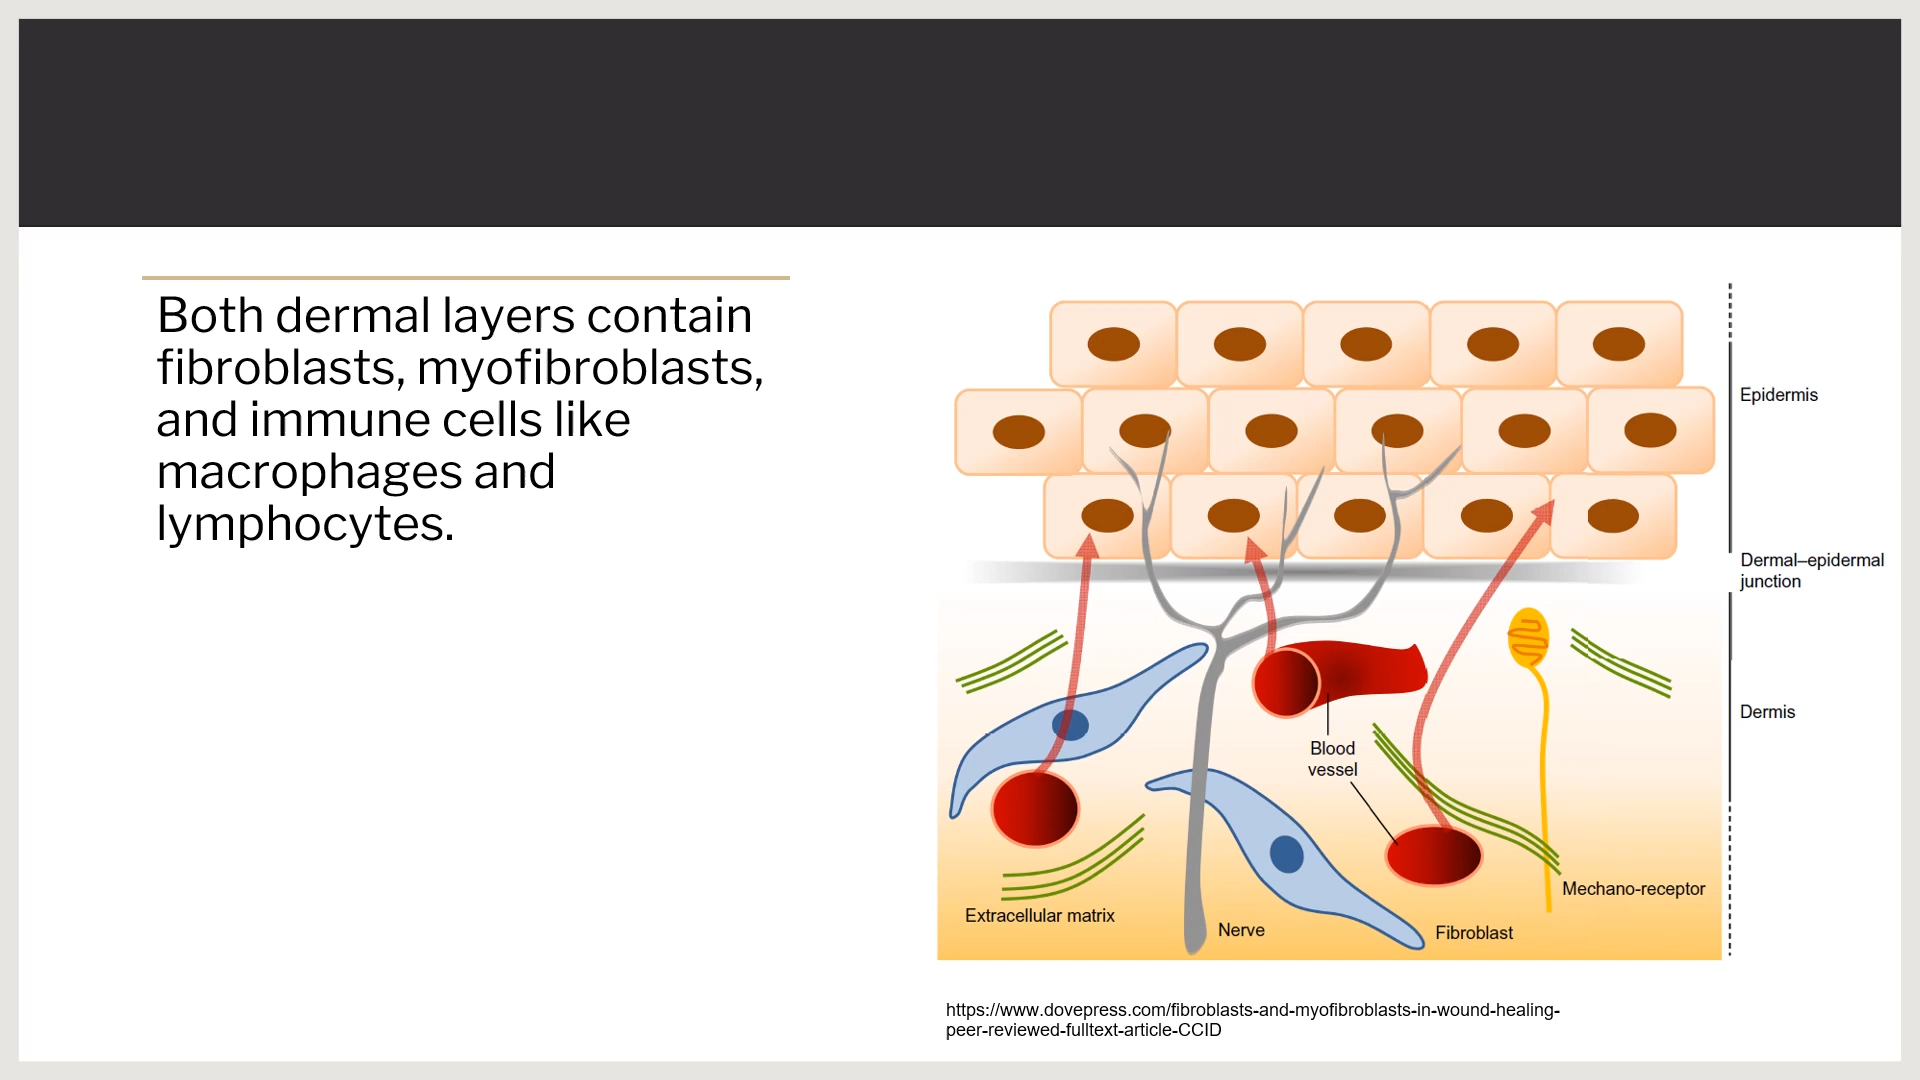 Both dermal layers contain
fibroblasts, myofibroblasts,
and immune cells like
macrophages and
lymphocytes.
Epidermis
Dermal–epidermal
junction
Dermis
Blood
vessel
Mechano-receptor
Extracellular matrix
Nerve
Fibroblast
https://www.dovepress.com/fibroblasts-and-myofibroblasts-in-wound-healing-
peer-reviewed-fulltext-article-CCID